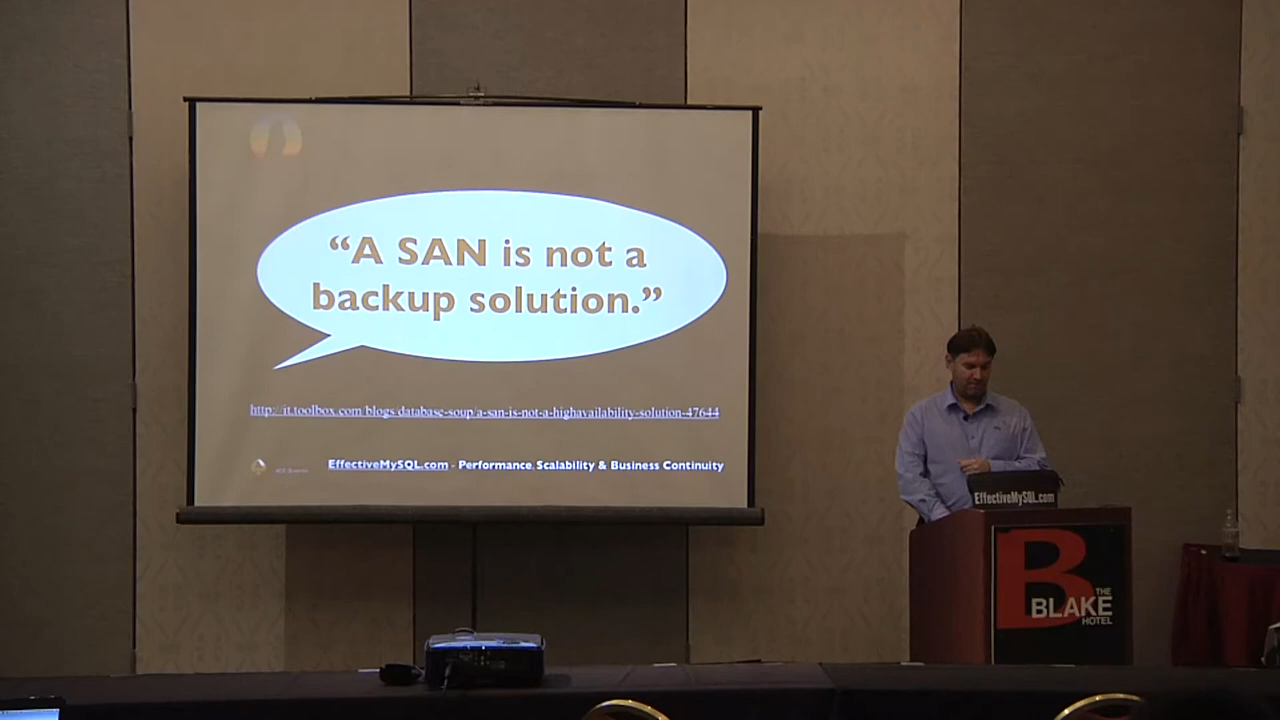 “A SAN is not a
backup solution.”
http://it.toolbox.com/blogs/database-soup/a-san-is-not-a-highavailability-solution-47644
EffectiveMySQL.com - Performance, Scalability & Business Continuity
EffectiveMySQL.com
B
THE
BLAKE
HOTEL